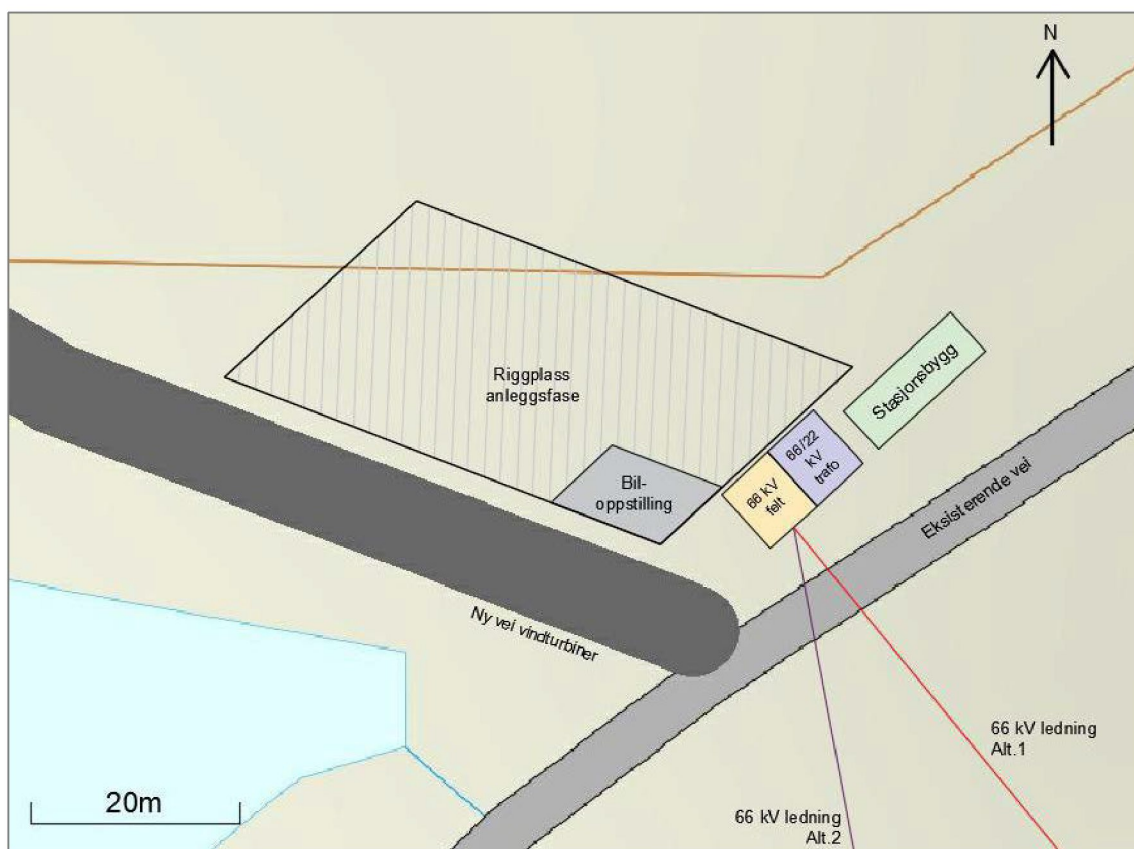 N
Riggplass
anleggsfase
Stasjonsbygg
66/22
kV
trafo
66 kV
felt
Bil-
oppstilling
Eksisterende vei
Ny vei vindturbiner
66 kV ledning
Alt.1
20m
66 kV ledning
Alt.2